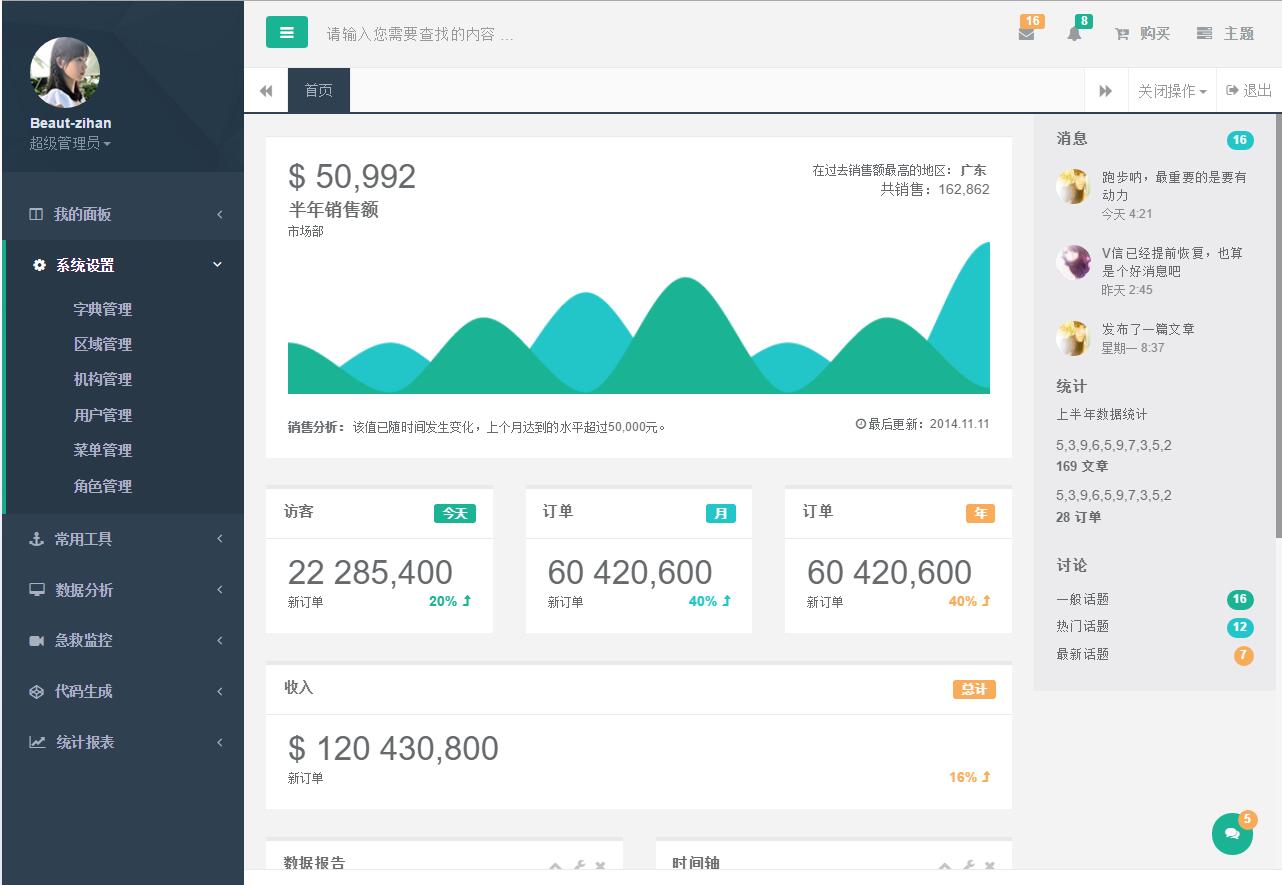 Beaut-zihan
超级管理员
我的面板
系统设置
字典管理
区域管理
机构管理
用户管理
菜单管理
角色管理
常用工具
数据分析
急救监控
代码生成
统计报表
请输入您需要查找的内容 …
16
8
购买
主题
首页
关闭操作
退出
$ 50,992
半年销售额
市场部
在过去销售额最高的地区：广东
共销售：162,862
销售分析：该值已随时间发生变化，上个月达到的水平超过50,000元。
最后更新：2014.11.11
访客
今天
22 285,400
新订单
20%
订单
月
60 420,600
新订单
40%
订单
年
60 420,600
新订单
40%
收入
总计
$ 120 430,800
新订单
16%
数据报告
时间轴
消息
16
跑步呐，最重要的是要有
动力
今天 4:21
V信已经提前恢复，也算
是个好消息吧
昨天 2:45
发布了一篇文章
星期一 8:37
统计
上半年数据统计
5,3,9,6,5,9,7,3,5,2
169 文章
5,3,9,6,5,9,7,3,5,2
28 订单
讨论
一般话题
16
热门话题
12
最新话题
7
5